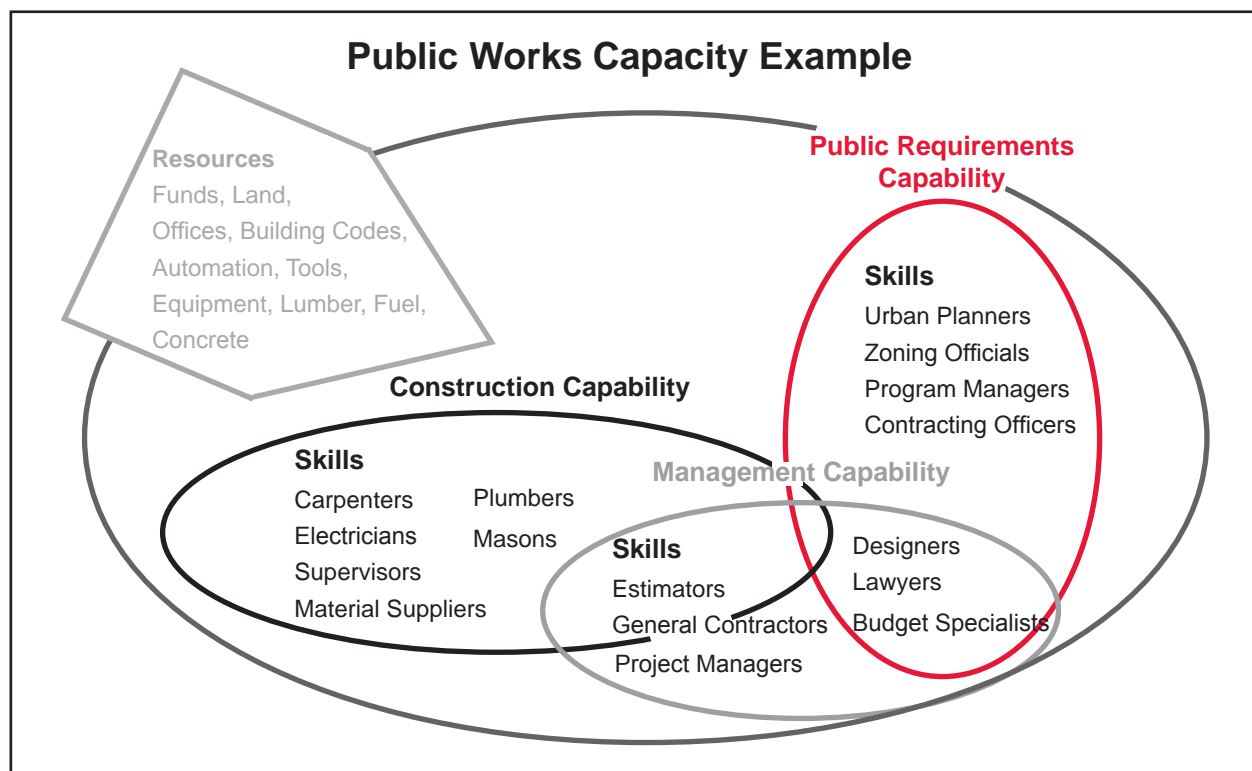 Public Works Capacity Example
Resources
Funds, Land,
Offices, Building Codes,
Automation, Tools,
Equipment, Lumber, Fuel,
Concrete
Public Requirements
Capability
Skills
Urban Planners
Zoning Officials
Program Managers
Contracting Officers
Construction Capability
Skills
Carpenters
Electricians
Supervisors
Material Suppliers
Plumbers
Masons
Management Capability
Skills
Estimators
General Contractors
Project Managers
Designers
Lawyers
Budget Specialists